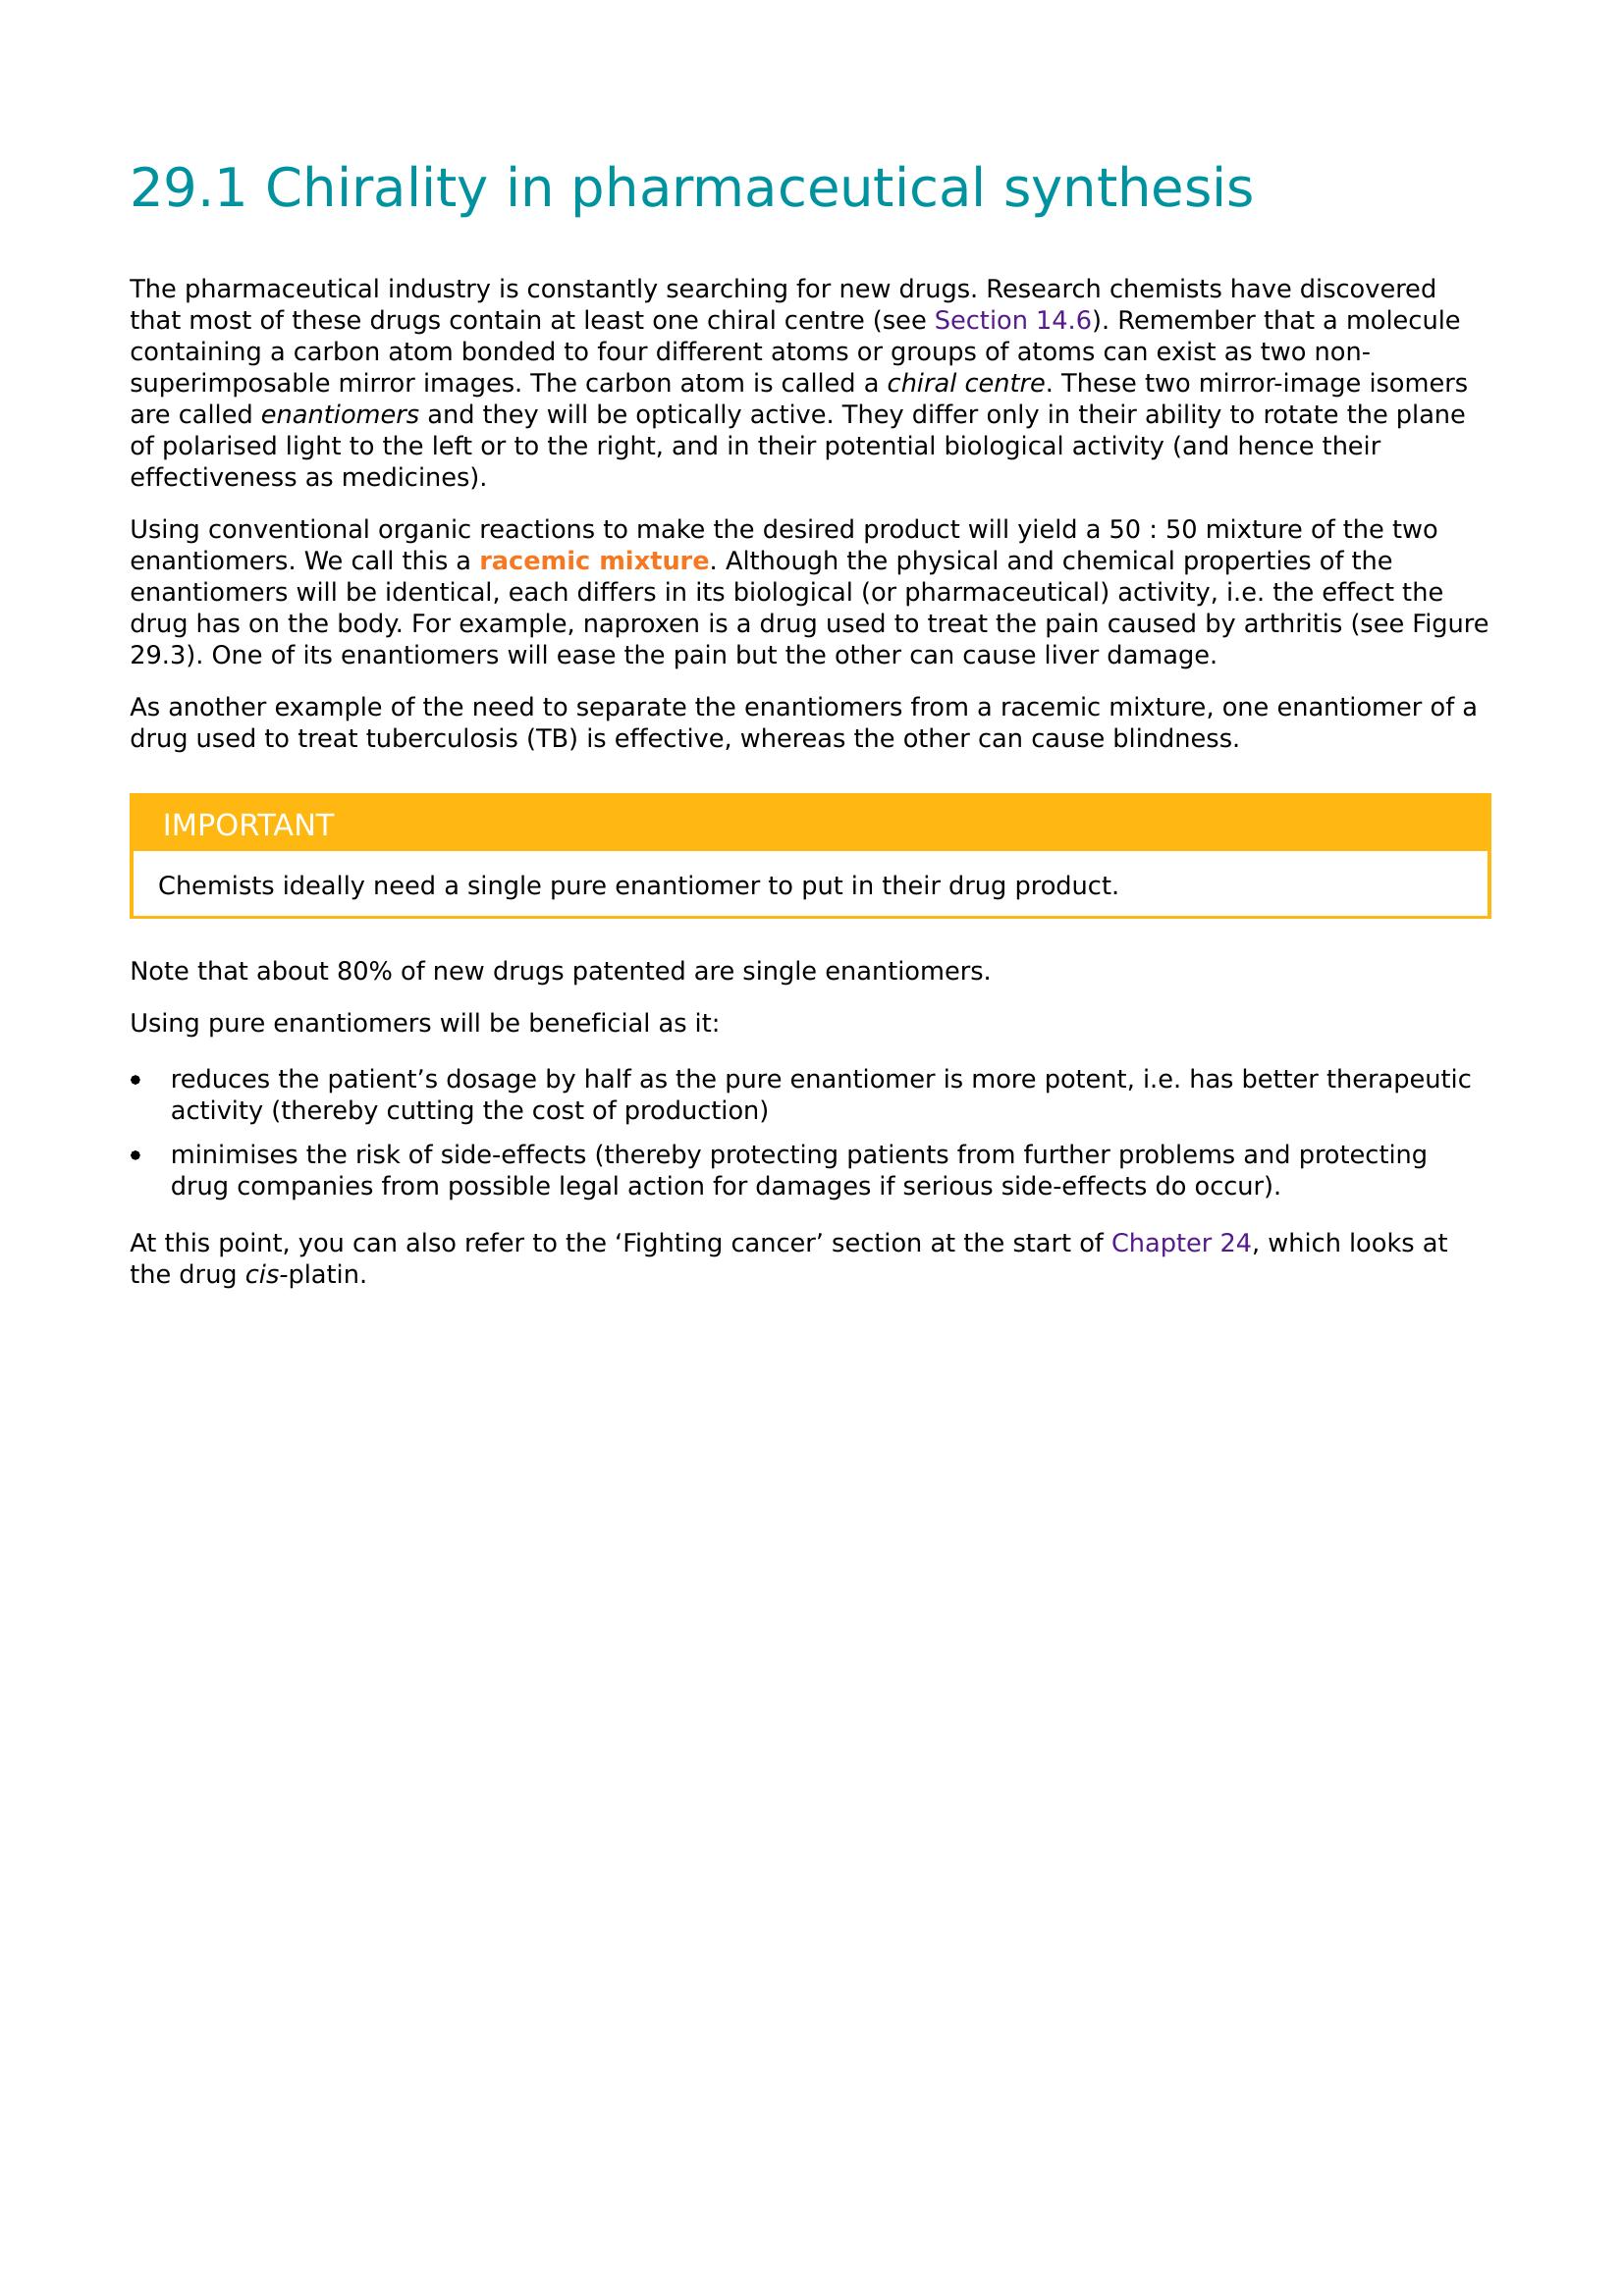 29.1 Chirality in pharmaceutical synthesis
The pharmaceutical industry is constantly searching for new drugs. Research chemists have discovered
that most of these drugs contain at least one chiral centre (see Section 14.6). Remember that a molecule
containing a carbon atom bonded to four different atoms or groups of atoms can exist as two non-
superimposable mirror images. The carbon atom is called a chiral centre. These two mirror-image isomers
are called enantiomers and they will be optically active. They differ only in their ability to rotate the plane
of polarised light to the left or to the right, and in their potential biological activity (and hence their
effectiveness as medicines).
Using conventional organic reactions to make the desired product will yield a 50 : 50 mixture of the two
enantiomers. We call this a racemic mixture. Although the physical and chemical properties of the
enantiomers will be identical, each differs in its biological (or pharmaceutical) activity, i.e. the effect the
drug has on the body. For example, naproxen is a drug used to treat the pain caused by arthritis (see Figure
29.3). One of its enantiomers will ease the pain but the other can cause liver damage.
As another example of the need to separate the enantiomers from a racemic mixture, one enantiomer of a
drug used to treat tuberculosis (TB) is effective, whereas the other can cause blindness.
IMPORTANT
Chemists ideally need a single pure enantiomer to put in their drug product.
Note that about 80% of new drugs patented are single enantiomers.
Using pure enantiomers will be beneficial as it:
• reduces the patient’s dosage by half as the pure enantiomer is more potent, i.e. has better therapeutic
activity (thereby cutting the cost of production)
• minimises the risk of side-effects (thereby protecting patients from further problems and protecting
drug companies from possible legal action for damages if serious side-effects do occur).
At this point, you can also refer to the ‘Fighting cancer’ section at the start of Chapter 24, which looks at
the drug cis-platin.